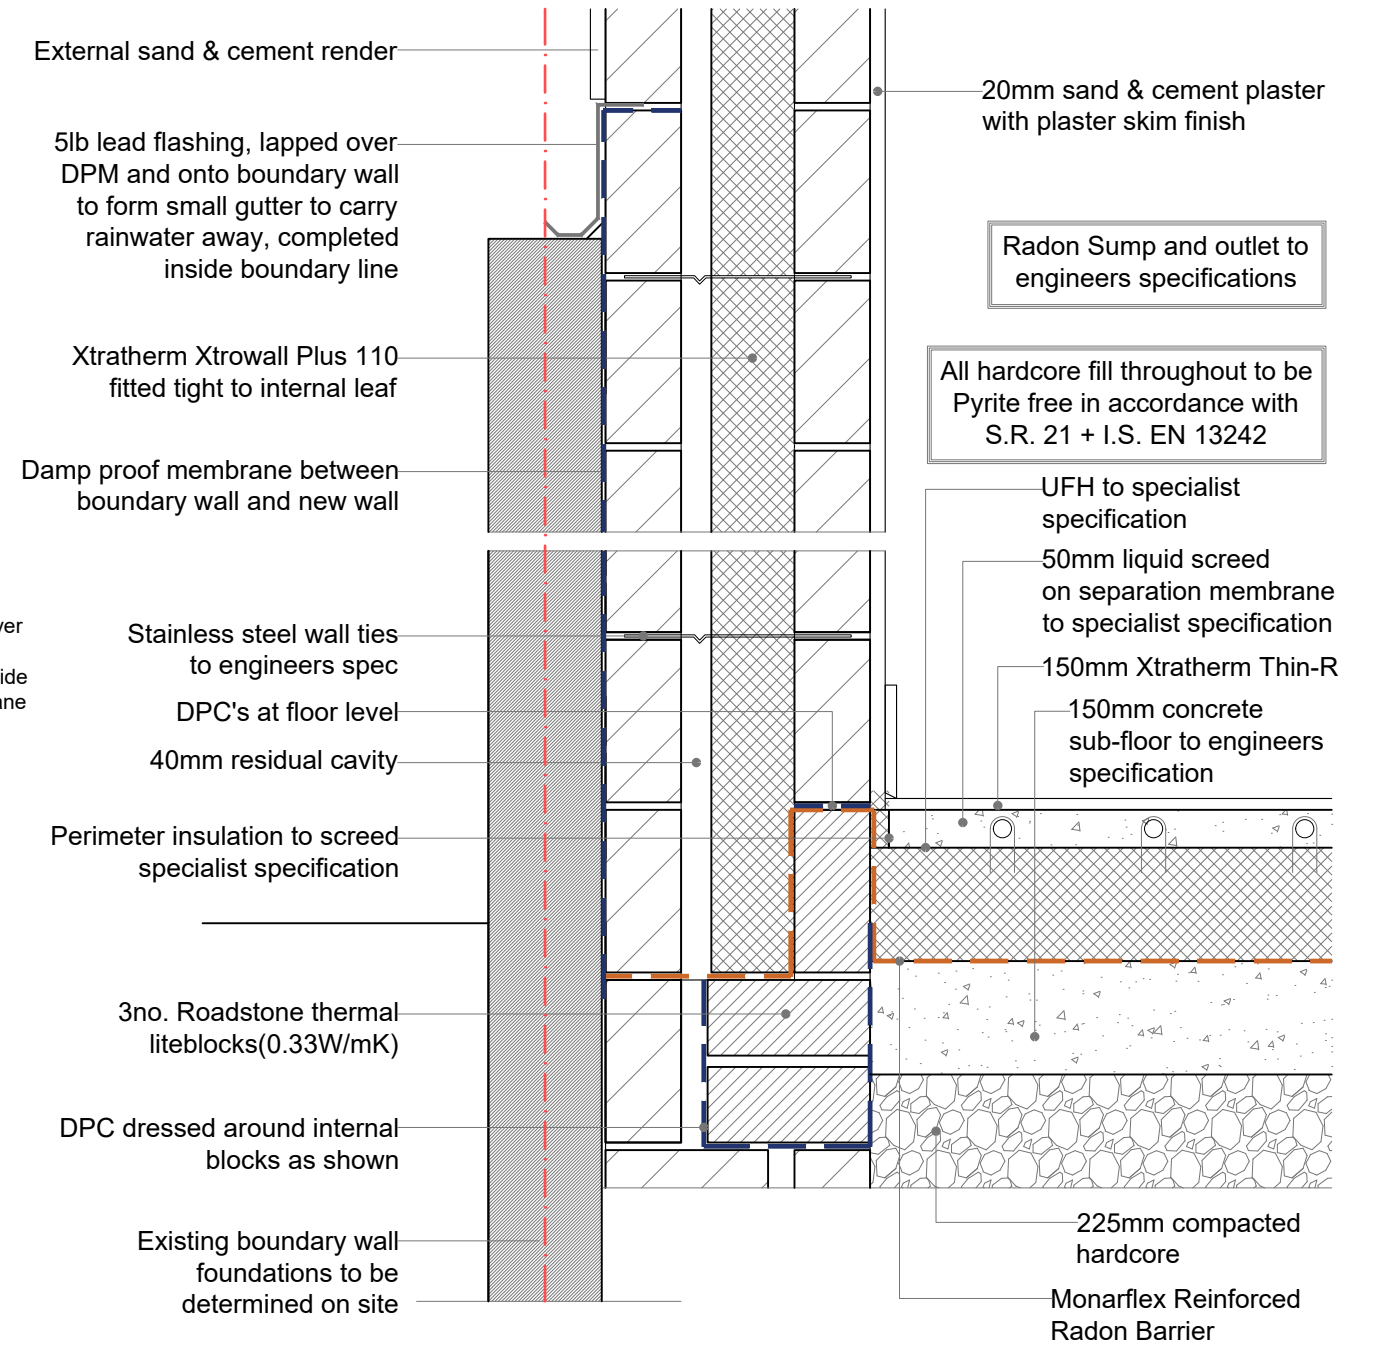 External sand & cement render
5lb lead flashing, lapped over
DPM and onto boundary wall
to form small gutter to carry
rainwater away, completed
inside boundary line
Xtratherm Xtrowall Plus 110
fitted tight to internal leaf
Damp proof membrane between
boundary wall and new wall
Stainless steel wall ties
to engineers spec
DPC's at floor level
40mm residual cavity
Perimeter insulation to screed
specialist specification
3no. Roadstone thermal
liteblocks(0.33W/mK)
DPC dressed around internal
blocks as shown
Existing boundary wall
foundations to be
determined on site
20mm sand & cement plaster
with plaster skim finish
Radon Sump and outlet to
engineers specifications
All hardcore fill throughout to be
Pyrite free in accordance with
S.R. 21 + I.S. EN 13242
UFH to specialist
specification
50mm liquid screed
on separation membrane
to specialist specification
150mm Xtratherm Thin-R
150mm concrete
sub-floor to engineers
specification
225mm compacted
hardcore
Monarflex Reinforced
Radon Barrier